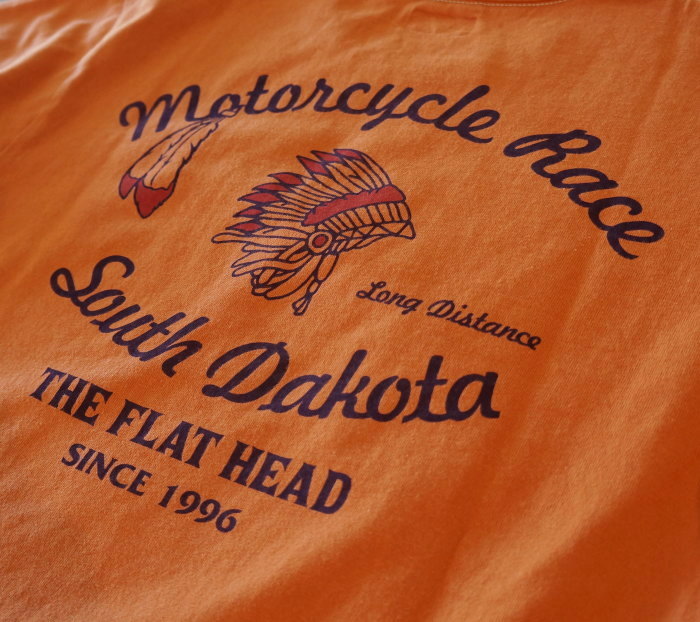 Motorcycle Race
Long Distance
South Dakota
THE FLAT HEAD
SINCE 1996